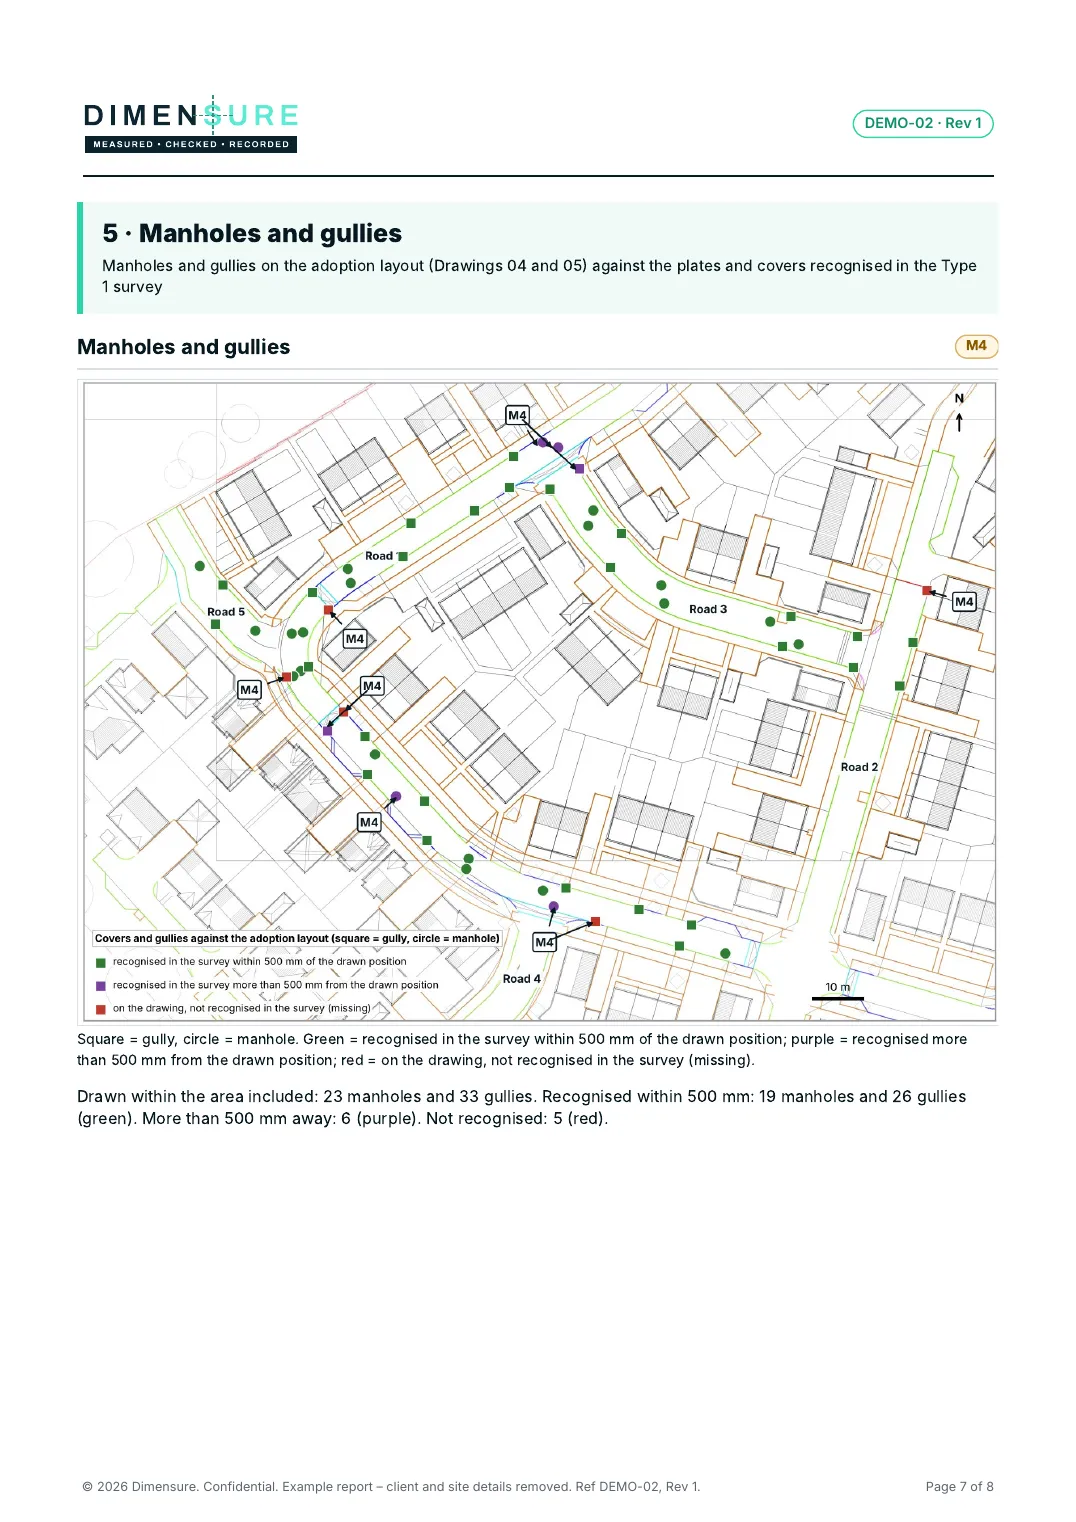 DIMENSURE
MEASURED • CHECKED • RECORDED
DEMO-02 · Rev 1
5 · Manholes and gullies
Manholes and gullies on the adoption layout (Drawings 04 and 05) against the plates and covers recognised in the Type
1 survey
Manholes and gullies
M4
N
M4
Road 1
M4
Road 5
Road 3
M4
M4
M4
Road 2
M4
M4
Road 4
10 m
Covers and gullies against the adoption layout (square = gully, circle = manhole)
recognised in the survey within 500 mm of the drawn position
recognised in the survey more than 500 mm from the drawn position
on the drawing, not recognised in the survey (missing)
Square = gully, circle = manhole. Green = recognised in the survey within 500 mm of the drawn position; purple = recognised more
than 500 mm from the drawn position; red = on the drawing, not recognised in the survey (missing).
Drawn within the area included: 23 manholes and 33 gullies. Recognised within 500 mm: 19 manholes and 26 gullies
(green). More than 500 mm away: 6 (purple). Not recognised: 5 (red).
© 2026 Dimensure. Confidential. Example report – client and site details removed. Ref DEMO-02, Rev 1.
Page 7 of 8